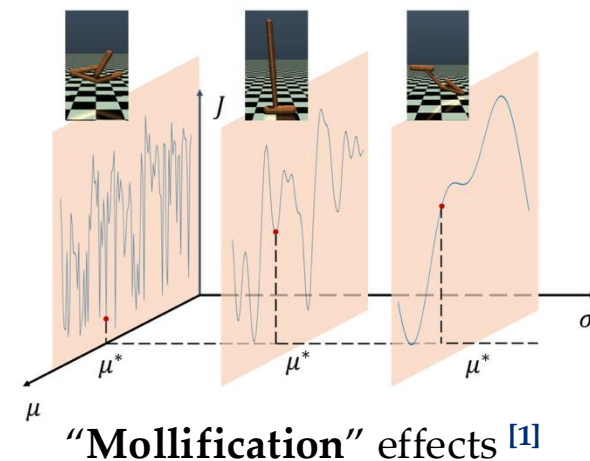 J
σ
μ*
μ*
μ*
μ
“Mollification” effects [1]